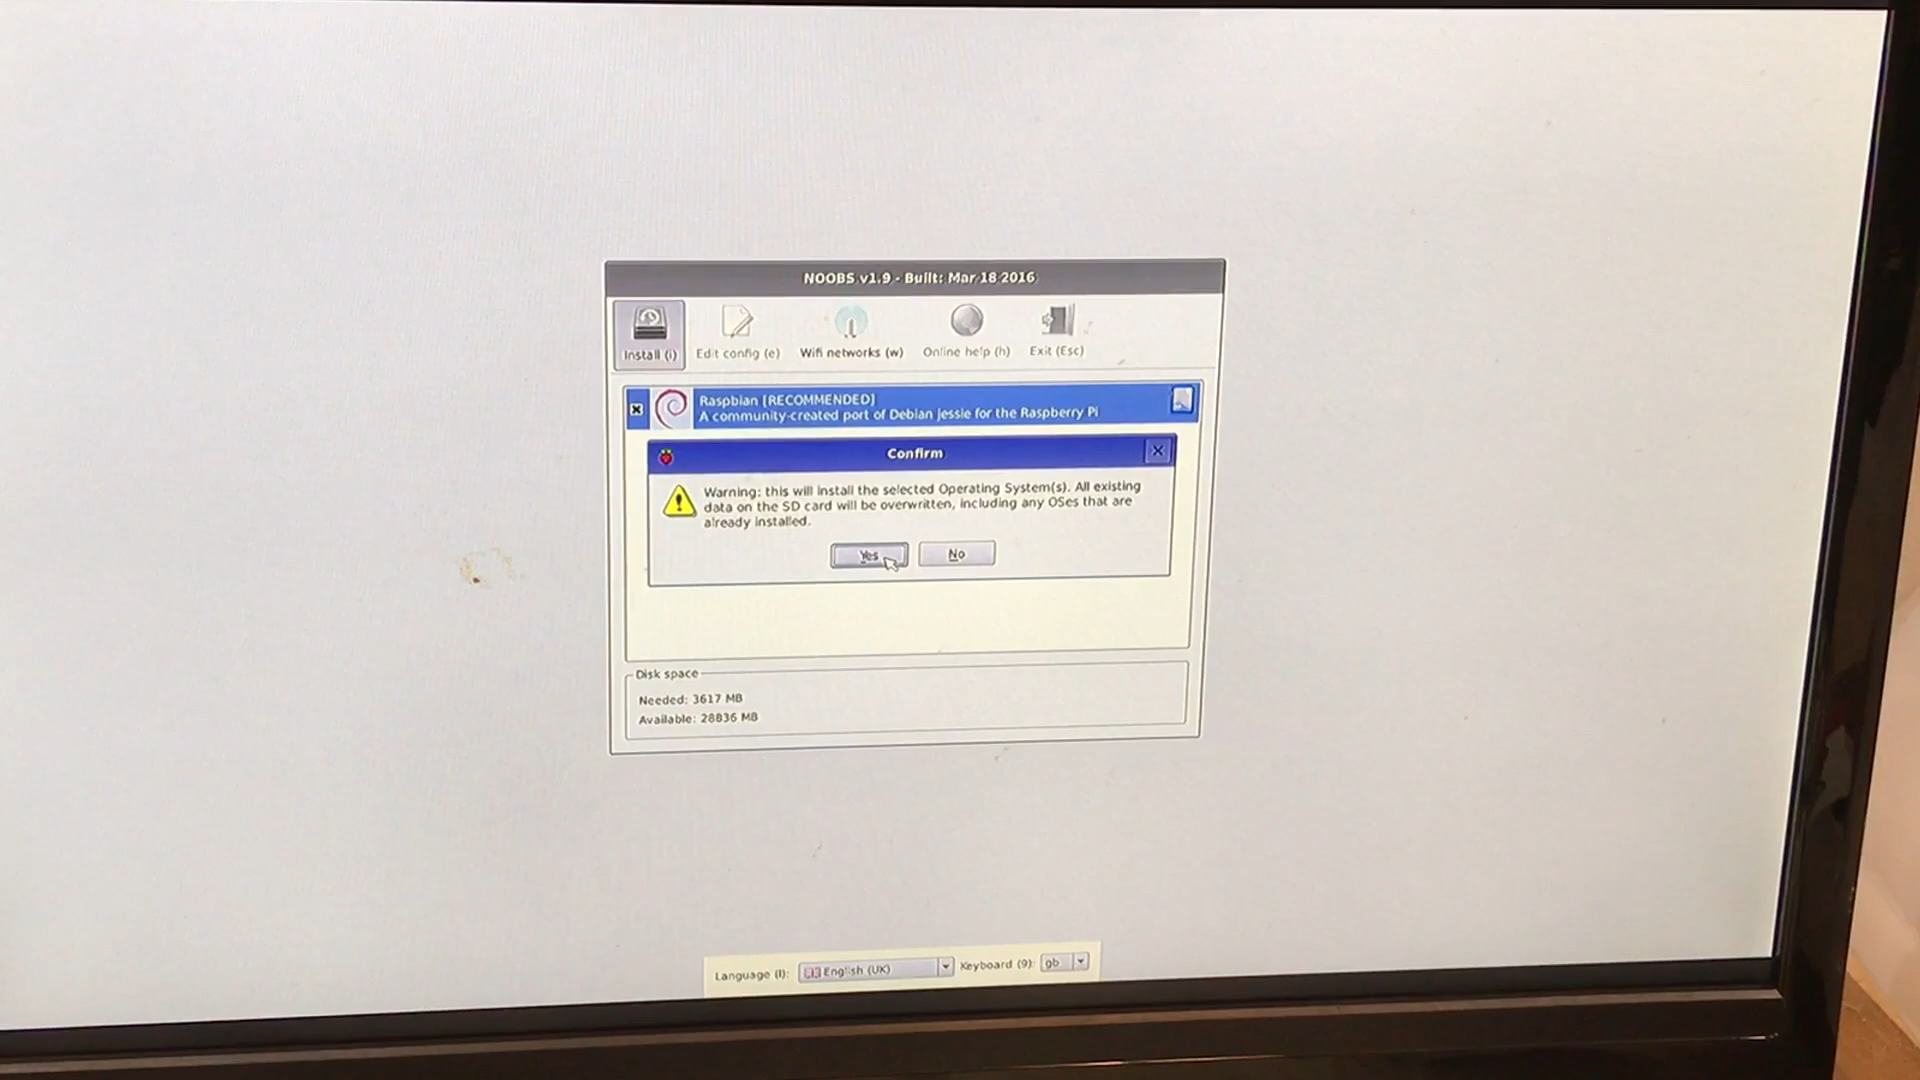 NOOBS v1.9 - Built: Mar 18 2016
Install (i) Edit config (e) Wifi networks (w) Online help (h) Exit (Esc)
Raspbian [RECOMMENDED]
A community-created port of Debian Jessie for the Raspberry Pi
Confirm
Warning: this will install the selected Operating System(s). All existing
data on the SD card will be overwritten, including any OSes that are
already installed.
Yes No
Disk space
Needed: 3617 MB
Available: 28836 MB
Language (l): English (UK) Keyboard (9): gb